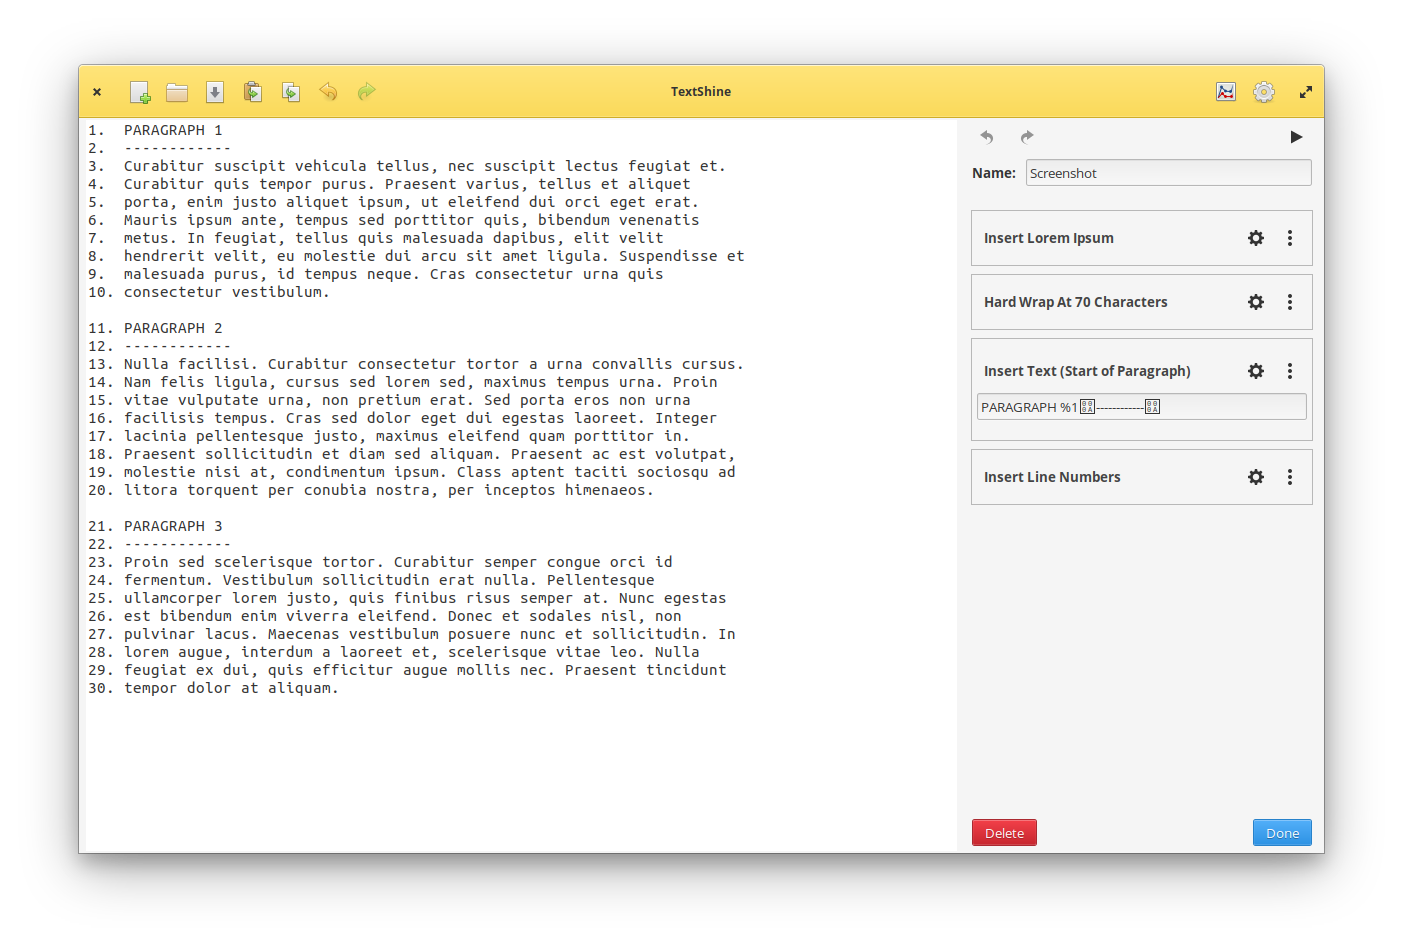 TextShine
1. PARAGRAPH 1
2. ------------
3. Curabitur suscipit vehicula tellus, nec suscipit lectus feugiat et.
4. Curabitur quis tempor purus. Praesent varius, tellus et aliquet
5. porta, enim justo aliquet ipsum, ut eleifend dui orci eget erat.
6. Mauris ipsum ante, tempus sed porttitor quis, bibendum venenatis
7. metus. In feugiat, tellus quis malesuada dapibus, elit velit
8. hendrerit velit, eu molestie dui arcu sit amet ligula. Suspendisse et
9. malesuada purus, id tempus neque. Cras consectetur urna quis
10. consectetur vestibulum.
11. PARAGRAPH 2
12. ------------
13. Nulla facilisi. Curabitur consectetur tortor a urna convallis cursus.
14. Nam felis ligula, cursus sed lorem sed, maximus tempus urna. Proin
15. vitae vulputate urna, non pretium erat. Sed porta eros non urna
16. facilisis tempus. Cras sed dolor eget dui egestas laoreet. Integer
17. lacinia pellentesque justo, maximus eleifend quam porttitor in.
18. Praesent sollicitudin et diam sed aliquam. Praesent ac est volutpat,
19. molestie nisi at, condimentum ipsum. Class aptent taciti sociosqu ad
20. litora torquent per conubia nostra, per inceptos himenaeos.
21. PARAGRAPH 3
22. ------------
23. Proin sed scelerisque tortor. Curabitur semper congue orci id
24. fermentum. Vestibulum sollicitudin erat nulla. Pellentesque
25. ullamcorper lorem justo, quis finibus risus semper at. Nunc egestas
26. est bibendum enim viverra eleifend. Donec et sodales nisl, non
27. pulvinar lacus. Maecenas vestibulum posuere nunc et sollicitudin. In
28. lorem augue, interdum a laoreet et, scelerisque vitae leo. Nulla
29. feugiat ex dui, quis efficitur augue mollis nec. Praesent tincidunt
30. tempor dolor at aliquam.
Name: Screenshot
Insert Lorem Ipsum
Hard Wrap At 70 Characters
Insert Text (Start of Paragraph)
PARAGRAPH %1 000A ------------ 000A
Insert Line Numbers
Delete
Done